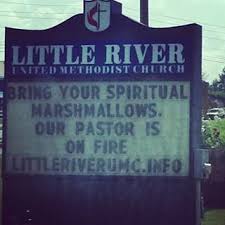 LITTLE RIVER
UNITED METHODIST CHURCH
BRING YOUR SPIRITUAL
MARSHMALLOWS.
OUR PASTOR IS
ON FIRE
LITTLERIVERUMC.INFO